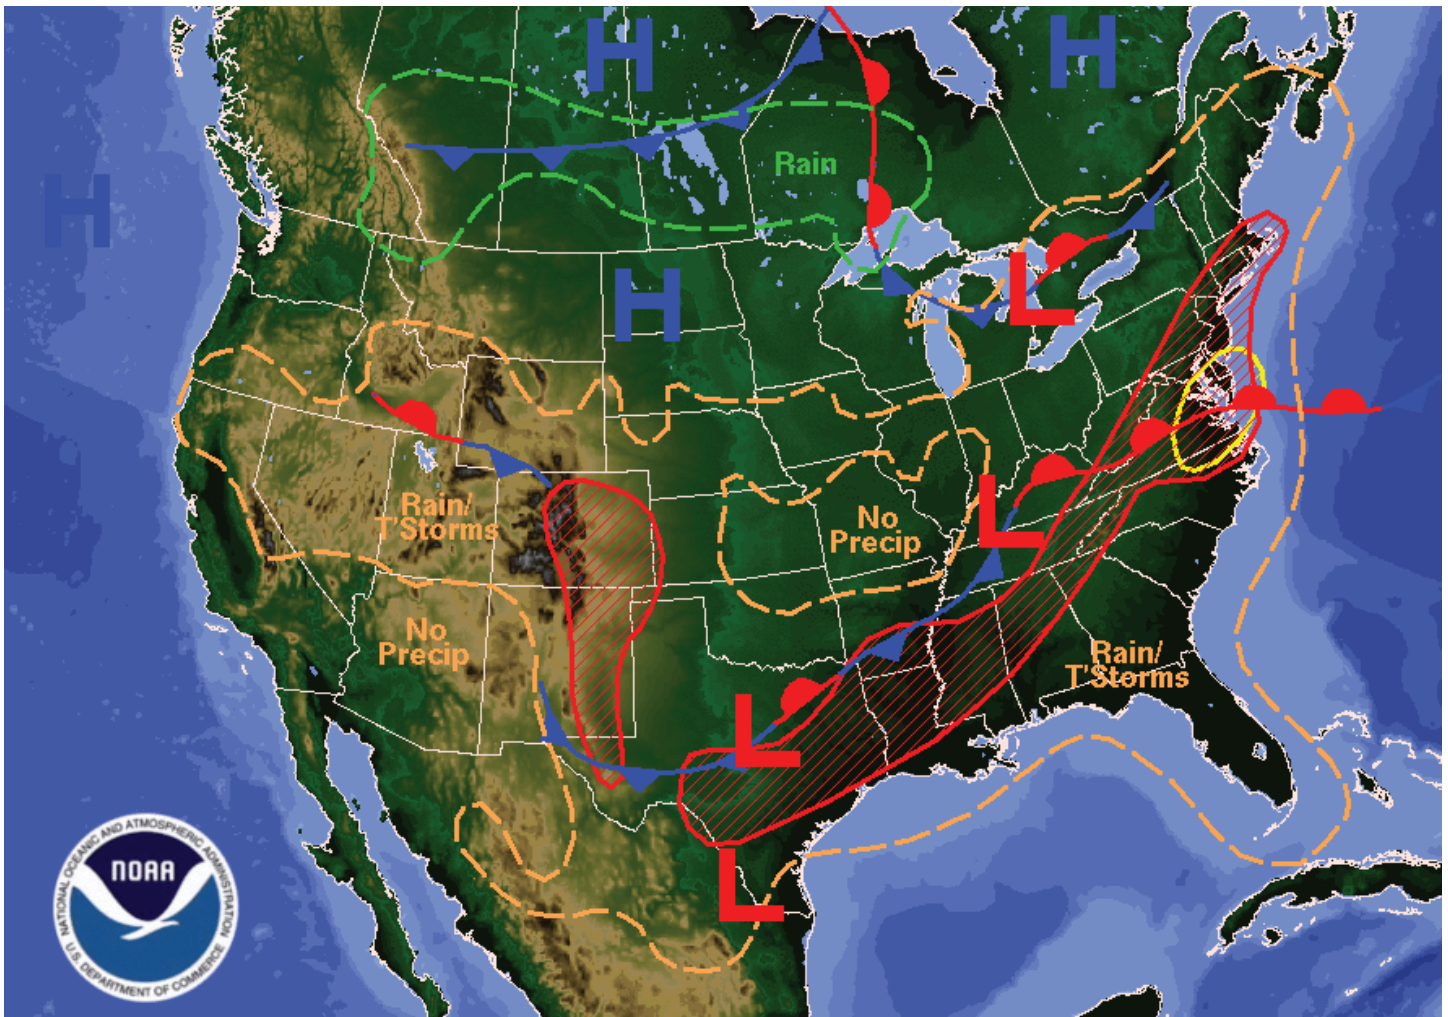 H
H
H
Rain
H
L
Rain/
T'Storms
No
Precip
L
No
Precip
Rain/
T'Storms
L
L
NATIONAL OCEANIC AND ATMOSPHERIC ADMINISTRATION
NOAA
U.S. DEPARTMENT OF COMMERCE